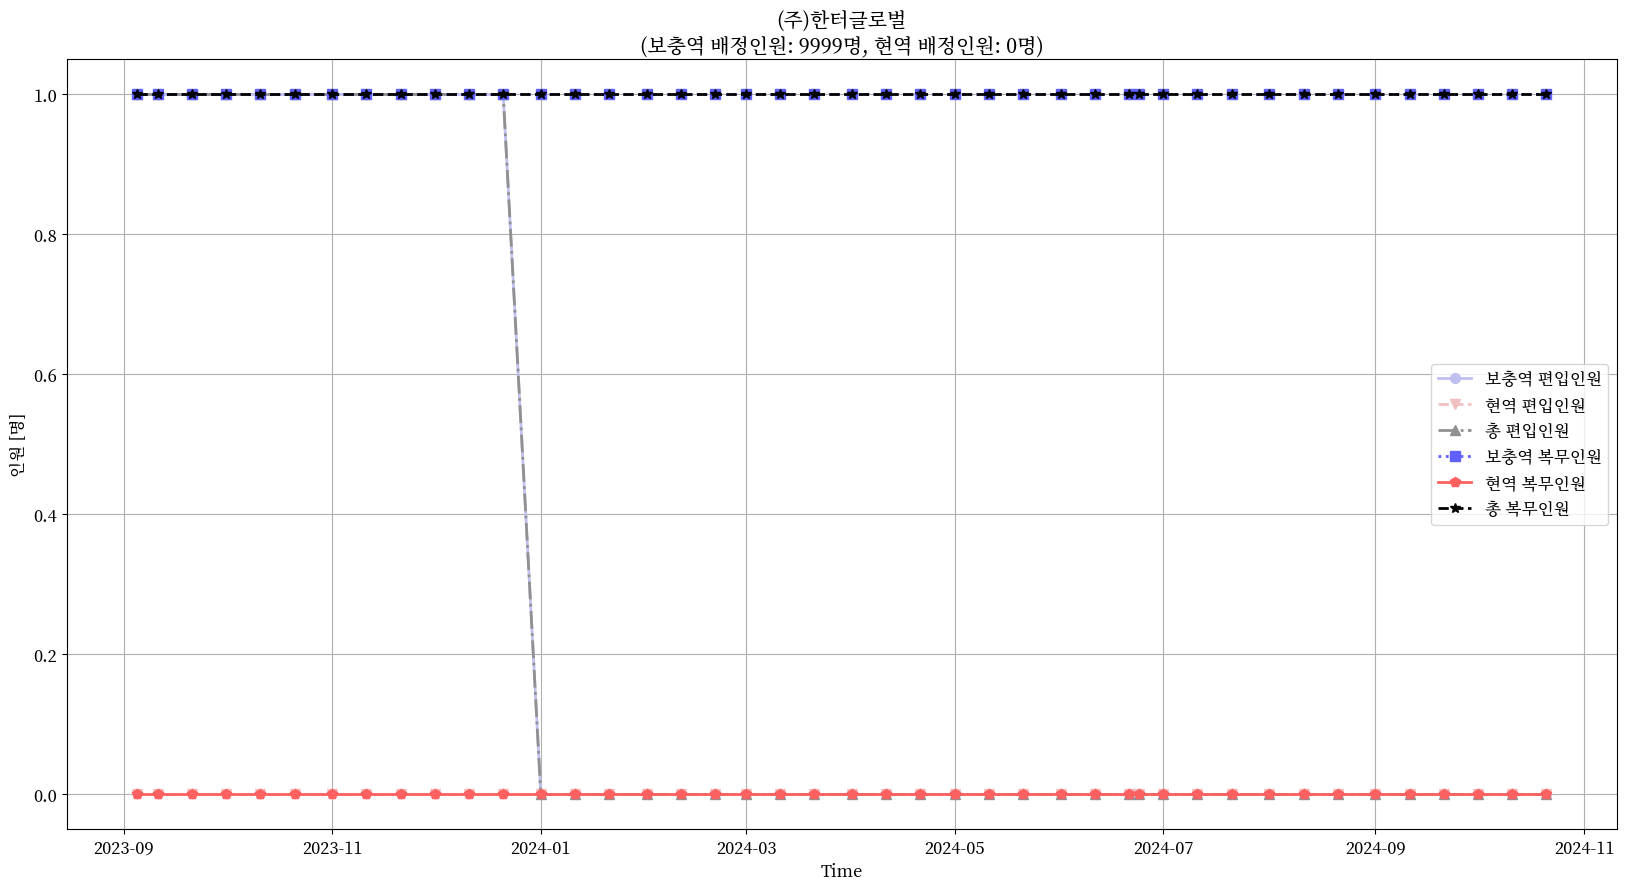 (주)한터글로벌
(보충역 배정인원: 9999명, 현역 배정인원: 0명)
1.0
0.8
0.6
0.4
0.2
0.0
인원 [명]
보충역 편입인원
현역 편입인원
총 편입인원
보충역 복무인원
현역 복무인원
총 복무인원
2023-09 2023-11 2024-01 2024-03 2024-05 2024-07 2024-09 2024-11
Time